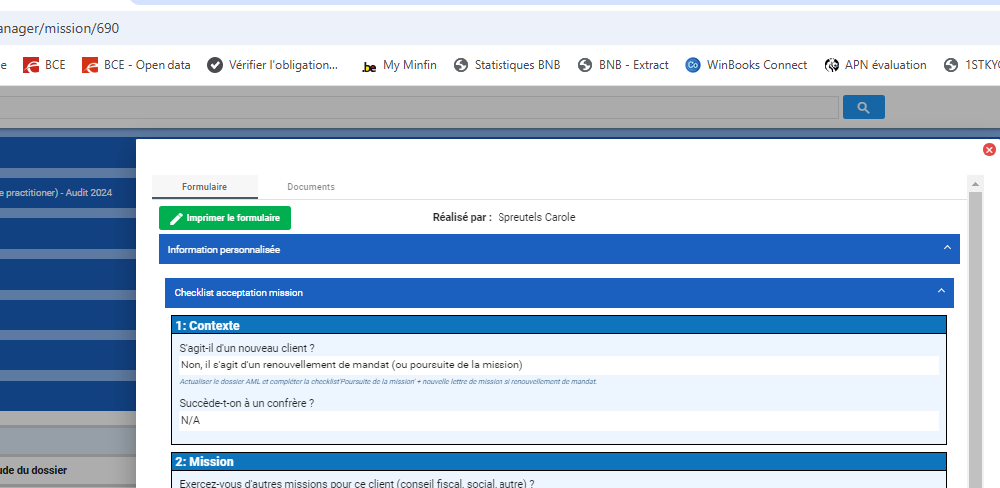 anager/mission/690
e BCE BCE - Open data Vérifier l'obligation... .be My Minfin Statistiques BNB BNB - Extract Co WinBooks Connect APN évaluation 1STKY
Formulaire Documents
e practitioner) - Audit 2024
Imprimer le formulaire Réalisé par : Spreutels Carole
Information personnalisée
Checklist acceptation mission
1: Contexte
S'agit-il d'un nouveau client ?
Non, il s'agit d'un renouvellement de mandat (ou poursuite de la mission)
Actualiser le dossier AML et compléter la checklist'Poursuite de la mission' + nouvelle lettre de mission si renouvellement de mandat.
Succède-t-on à un confrère ?
N/A
2: Mission
ude du dossier
Exercez-vous d'autres missions pour ce client (conseil fiscal, social, autre) ?